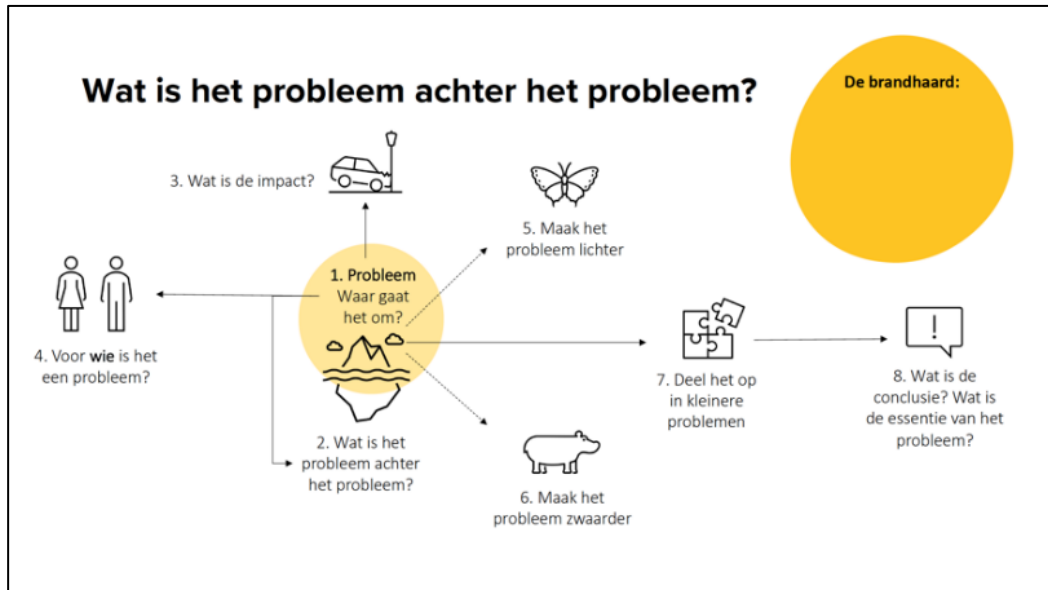 Wat is het probleem achter het probleem?
De brandhaard:
3. Wat is de impact?
5. Maak het
probleem lichter
1. Probleem
Waar gaat
het om?
4. Voor wie is het
een probleem?
2. Wat is het
probleem achter
het probleem?
6. Maak het
probleem zwaarder
7. Deel het op
in kleinere
problemen
!
8. Wat is de
conclusie? Wat is
de essentie van het
probleem?